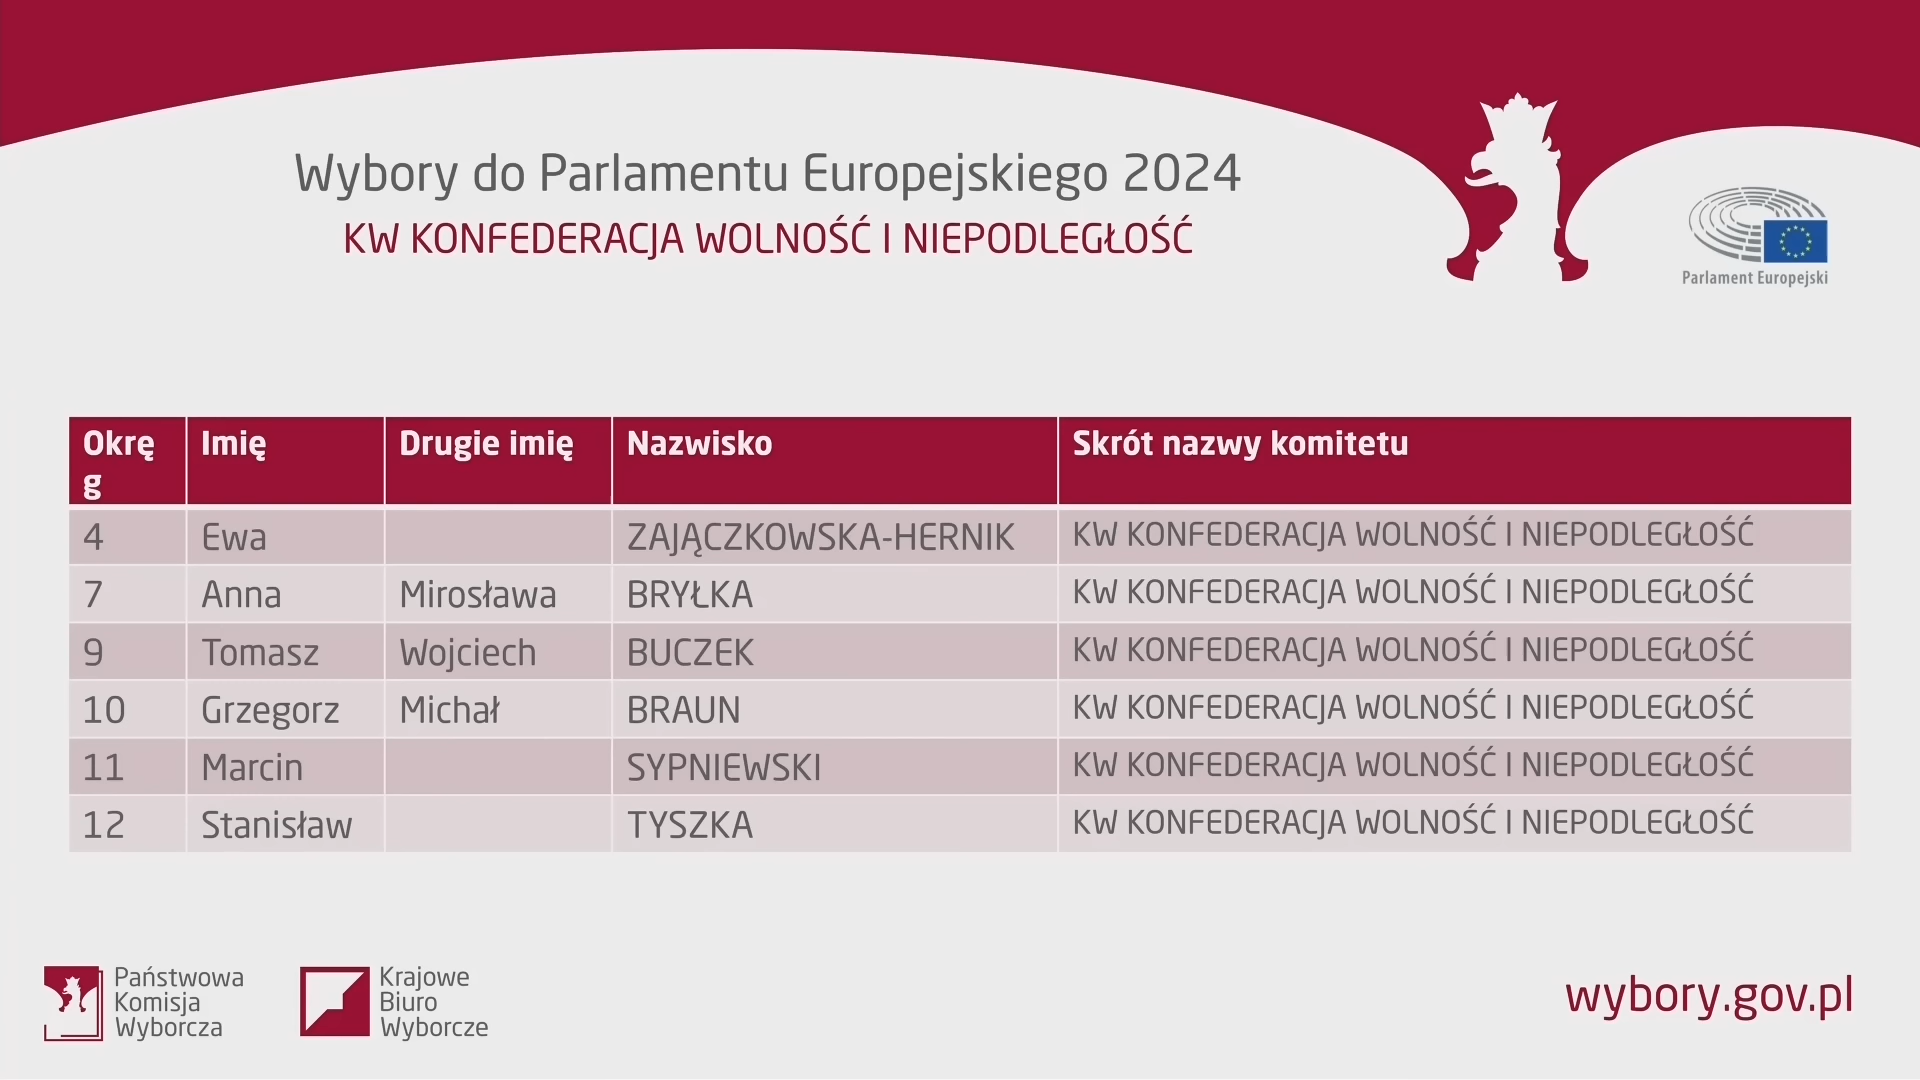 Wybory do Parlamentu Europejskiego 2024
KW KONFEDERACJA WOLNOŚĆ I NIEPODLEGŁOŚĆ
Parlament Europejski
Okrę
g Imię Drugie imię Nazwisko Skrót nazwy komitetu
4 Ewa ZAJĄCZKOWSKA-HERNIK KW KONFEDERACJA WOLNOŚĆ I NIEPODLEGŁOŚĆ
7 Anna Mirosława BRYŁKA KW KONFEDERACJA WOLNOŚĆ I NIEPODLEGŁOŚĆ
9 Tomasz Wojciech BUCZEK KW KONFEDERACJA WOLNOŚĆ I NIEPODLEGŁOŚĆ
10 Grzegorz Michał BRAUN KW KONFEDERACJA WOLNOŚĆ I NIEPODLEGŁOŚĆ
11 Marcin SYPNIEWSKI KW KONFEDERACJA WOLNOŚĆ I NIEPODLEGŁOŚĆ
12 Stanisław TYSZKA KW KONFEDERACJA WOLNOŚĆ I NIEPODLEGŁOŚĆ
Państwowa
Komisja
Wyborcza
Krajowe
Biuro
Wyborcze
wybory.gov.pl